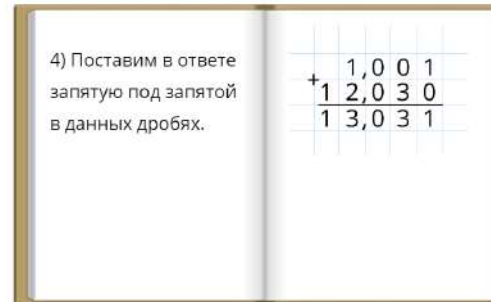 4) Поставим в ответе
запятую под запятой
в данных дробях.
1,001
+
12,030
13,031